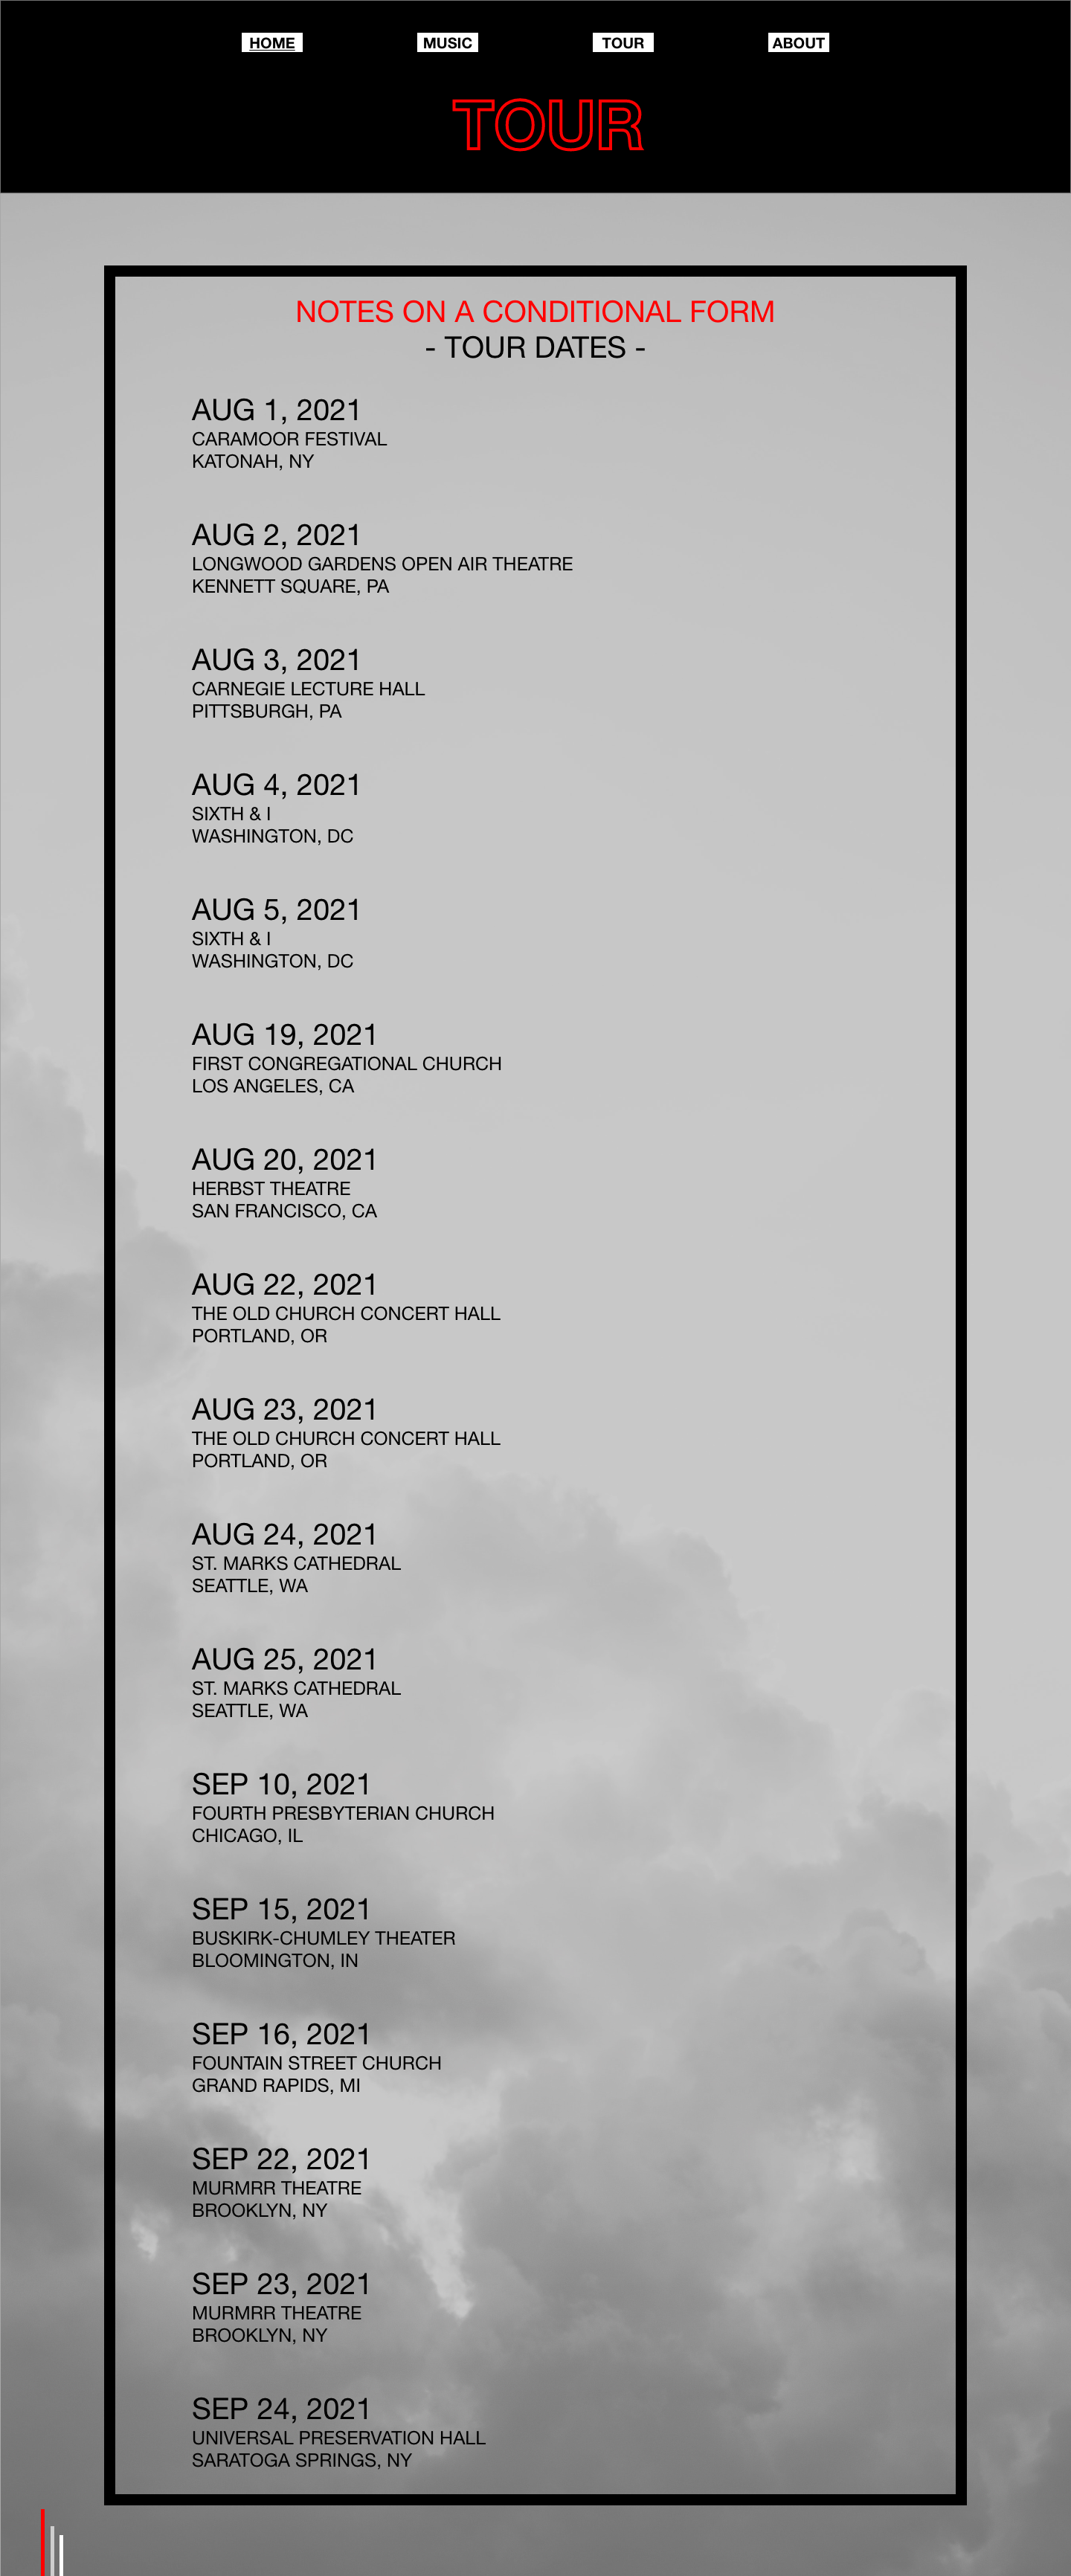 HOME
MUSIC
TOUR
ABOUT
TOUR
NOTES ON A CONDITIONAL FORM
- TOUR DATES -
AUG 1, 2021
CARAMOOR FESTIVAL
KATONAH, NY
AUG 2, 2021
LONGWOOD GARDENS OPEN AIR THEATRE
KENNETT SQUARE, PA
AUG 3, 2021
CARNEGIE LECTURE HALL
PITTSBURGH, PA
AUG 4, 2021
SIXTH & I
WASHINGTON, DC
AUG 5, 2021
SIXTH & I
WASHINGTON, DC
AUG 19, 2021
FIRST CONGREGATIONAL CHURCH
LOS ANGELES, CA
AUG 20, 2021
HERBST THEATRE
SAN FRANCISCO, CA
AUG 22, 2021
THE OLD CHURCH CONCERT HALL
PORTLAND, OR
AUG 23, 2021
THE OLD CHURCH CONCERT HALL
PORTLAND, OR
AUG 24, 2021
ST. MARKS CATHEDRAL
SEATTLE, WA
AUG 25, 2021
ST. MARKS CATHEDRAL
SEATTLE, WA
SEP 10, 2021
FOURTH PRESBYTERIAN CHURCH
CHICAGO, IL
SEP 15, 2021
BUSKIRK-CHUMLEY THEATER
BLOOMINGTON, IN
SEP 16, 2021
FOUNTAIN STREET CHURCH
GRAND RAPIDS, MI
SEP 22, 2021
MURMRR THEATRE
BROOKLYN, NY
SEP 23, 2021
MURMRR THEATRE
BROOKLYN, NY
SEP 24, 2021
UNIVERSAL PRESERVATION HALL
SARATOGA SPRINGS, NY